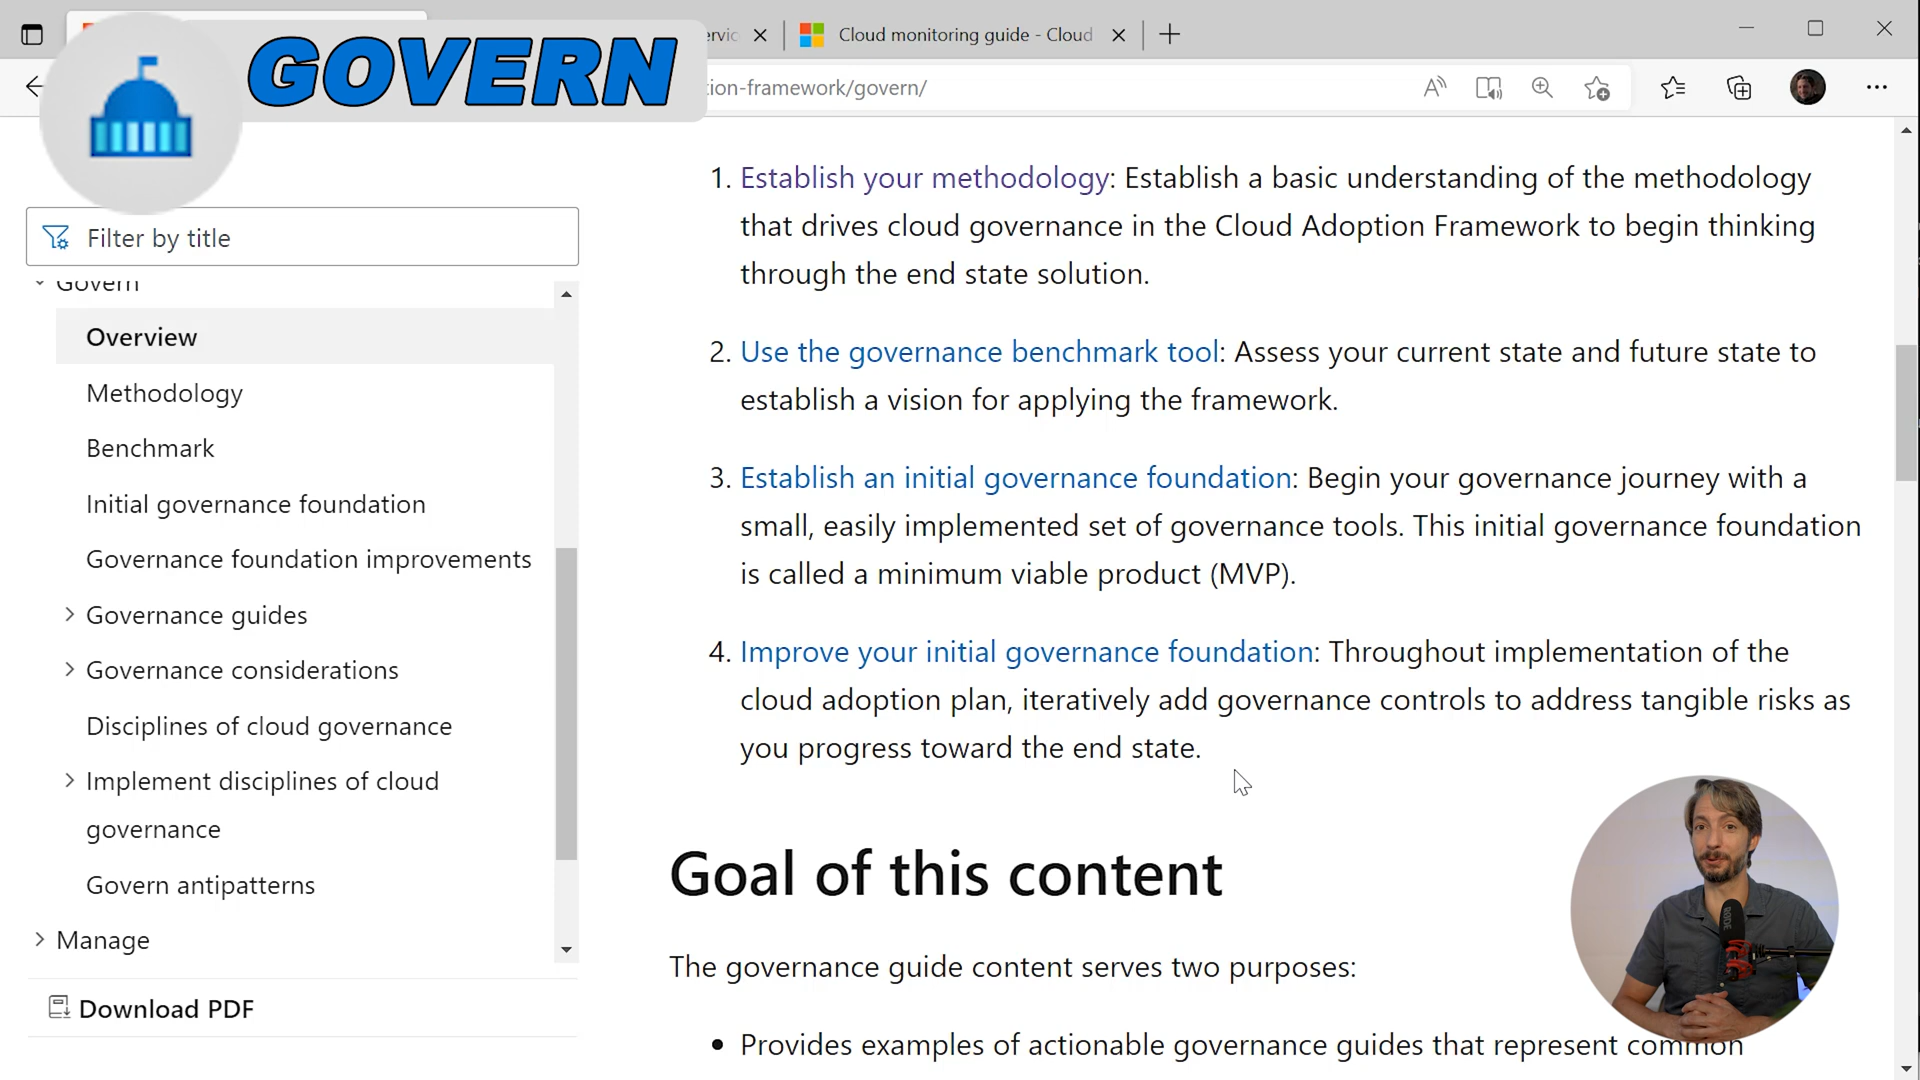 GOVERN
Cloud monitoring guide - Cloud
tion-framework/govern/
Filter by title
Govern
Overview
Methodology
Benchmark
Initial governance foundation
Governance foundation improvements
Governance guides
Governance considerations
Disciplines of cloud governance
Implement disciplines of cloud
governance
Govern antipatterns
Manage
Download PDF
1. Establish your methodology: Establish a basic understanding of the methodology
that drives cloud governance in the Cloud Adoption Framework to begin thinking
through the end state solution.
2. Use the governance benchmark tool: Assess your current state and future state to
establish a vision for applying the framework.
3. Establish an initial governance foundation: Begin your governance journey with a
small, easily implemented set of governance tools. This initial governance foundation
is called a minimum viable product (MVP).
4. Improve your initial governance foundation: Throughout implementation of the
cloud adoption plan, iteratively add governance controls to address tangible risks as
you progress toward the end state.
Goal of this content
The governance guide content serves two purposes:
• Provides examples of actionable governance guides that represent common
RODE